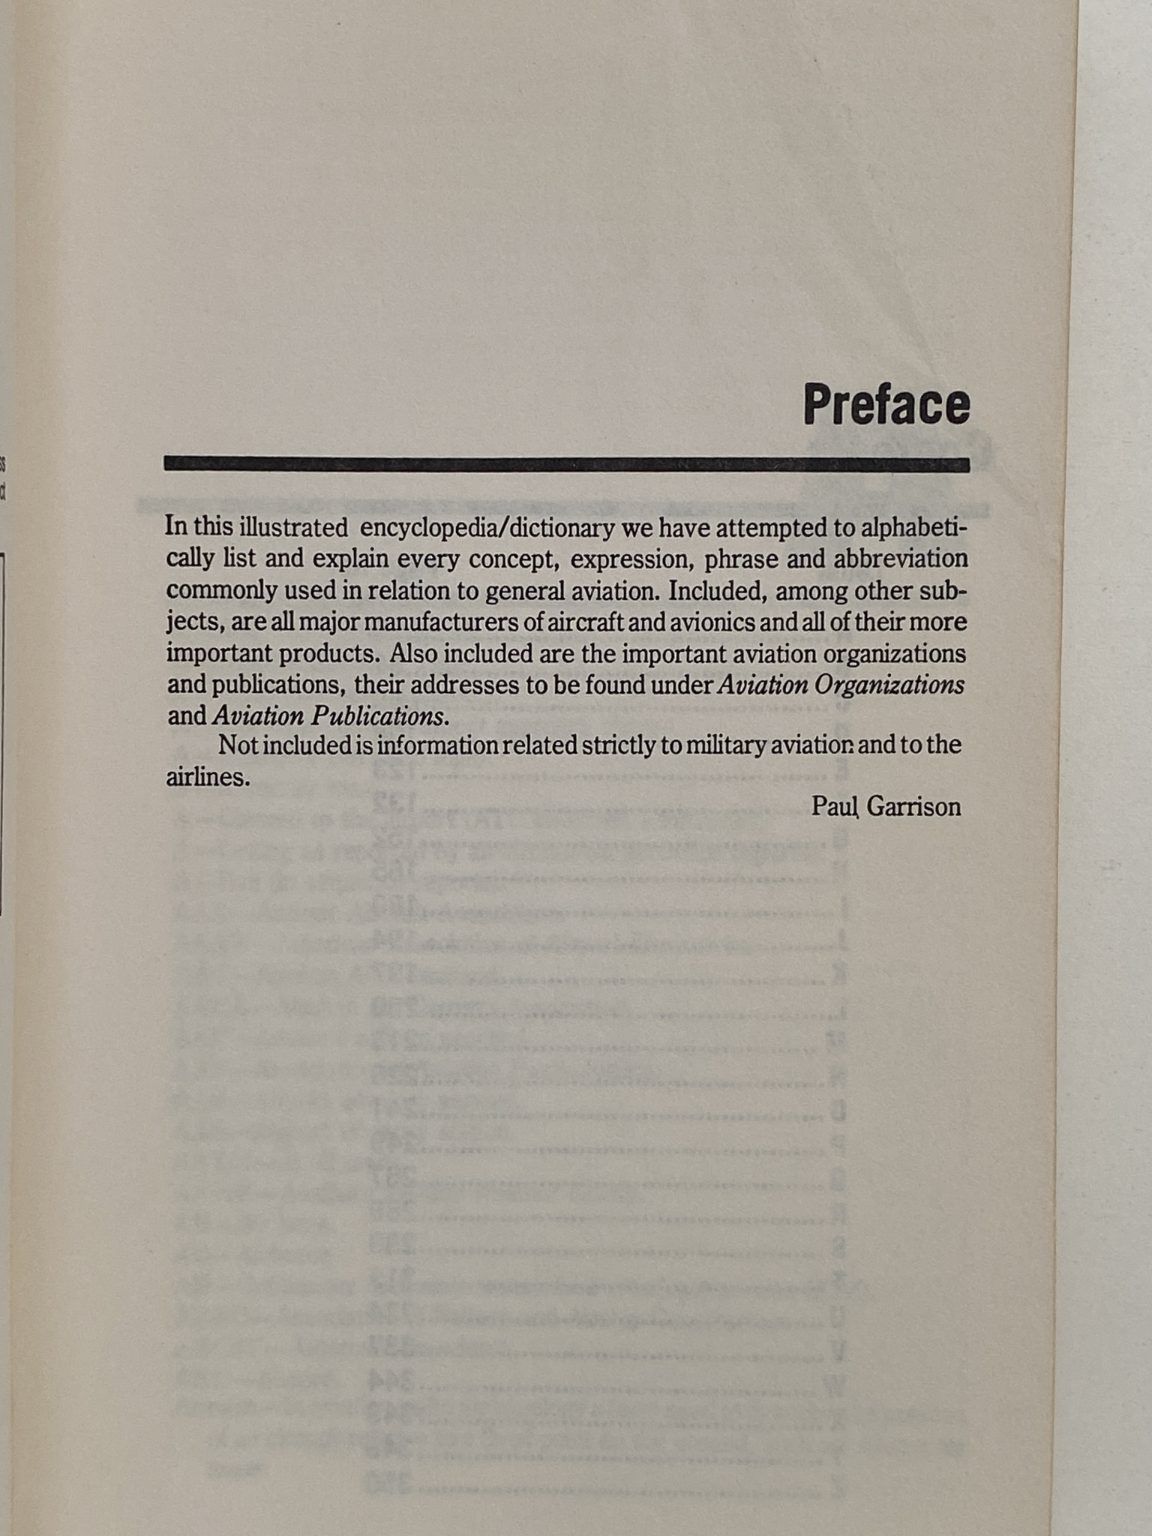 Preface
In this illustrated encyclopedia/dictionary we have attempted to alphabeti-
cally list and explain every concept, expression, phrase and abbreviation
commonly used in relation to general aviation. Included, among other sub-
jects, are all major manufacturers of aircraft and avionics and all of their more
important products. Also included are the important aviation organizations
and publications, their addresses to be found under Aviation Organizations
and Aviation Publications.
Not included is information related strictly to military aviation and to the
airlines.
Paul Garrison